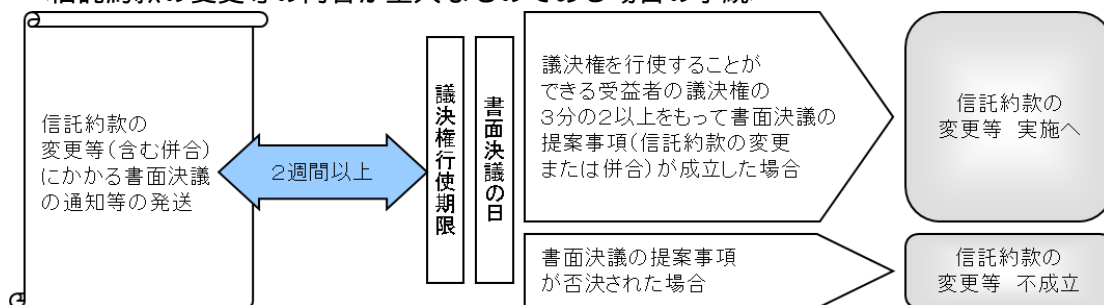 信託約款の
変更等(含む併合)
にかかる書面決議
の通知等の発送
2週間以上
議決権行使期限
書面決議の日
議決権を行使することが
できる受益者の議決権の
3分の2以上をもって書面決議の
提案事項(信託約款の変更
または併合)が成立した場合
信託約款の
変更等 実施へ
書面決議の提案事項
が否決された場合
信託約款の
変更等 不成立